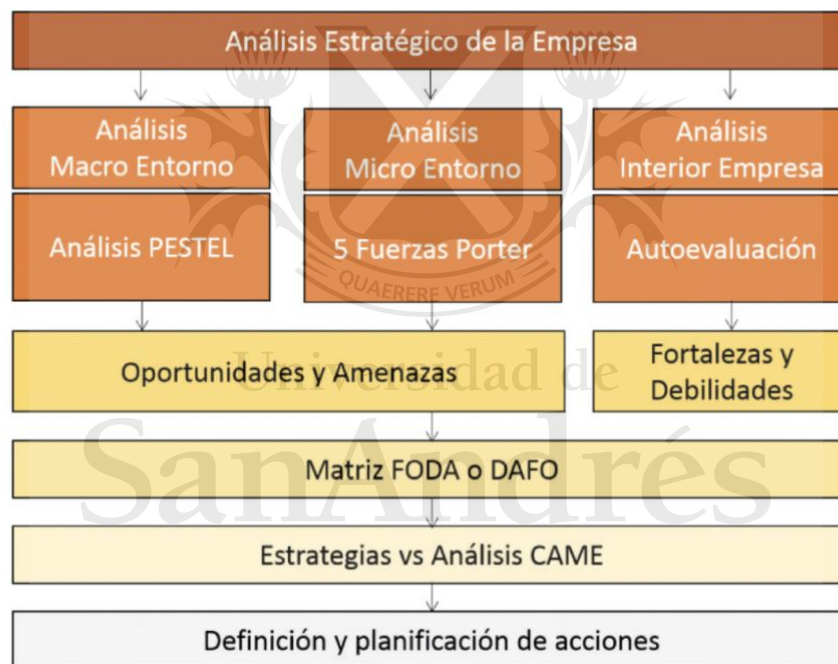 Análisis Estratégico de la Empresa
Análisis
Macro Entorno
Análisis
Micro Entorno
Análisis
Interior Empresa
Análisis PESTEL
5 Fuerzas Porter
Autoevaluación
QUAERERE VERUM
Oportunidades y Amenazas
Fortalezas y
Debilidades
Universidad de
SanAndrés
Matriz FODA o DAFO
Estrategias vs Análisis CAME
Definición y planificación de acciones